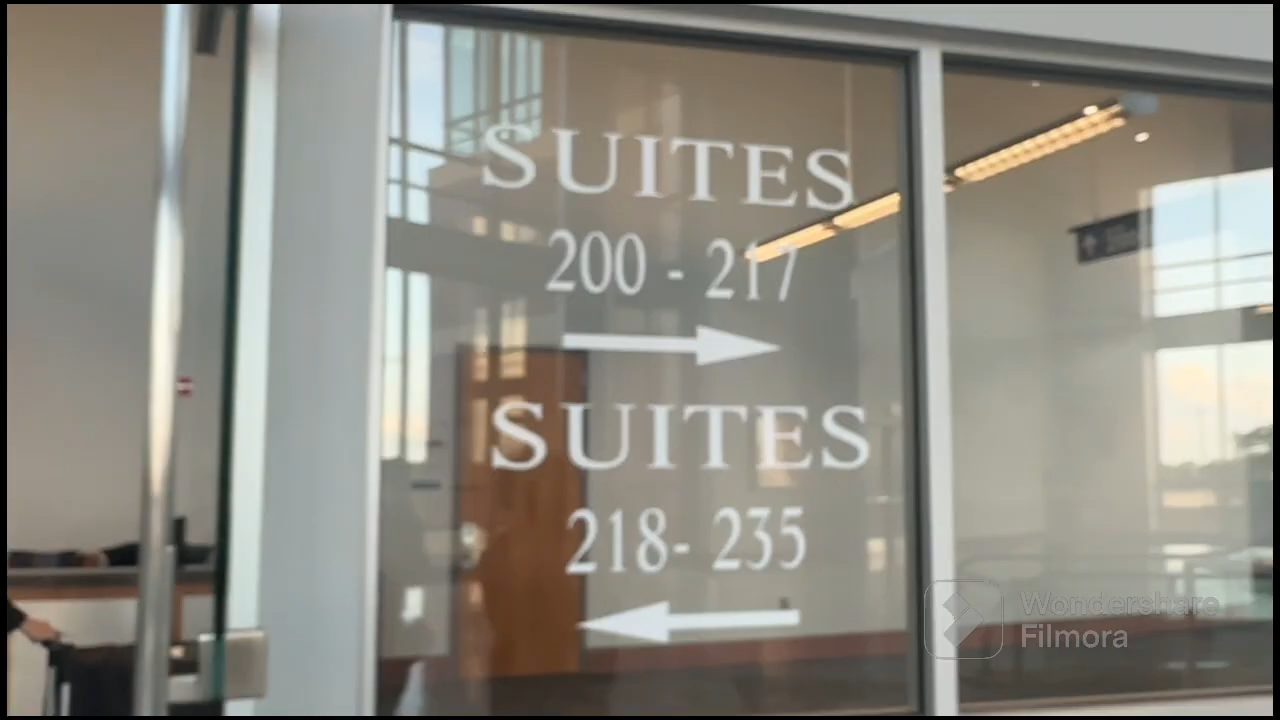 SUITES
200 - 217
SUITES
218- 235
Wondershare
Filmora